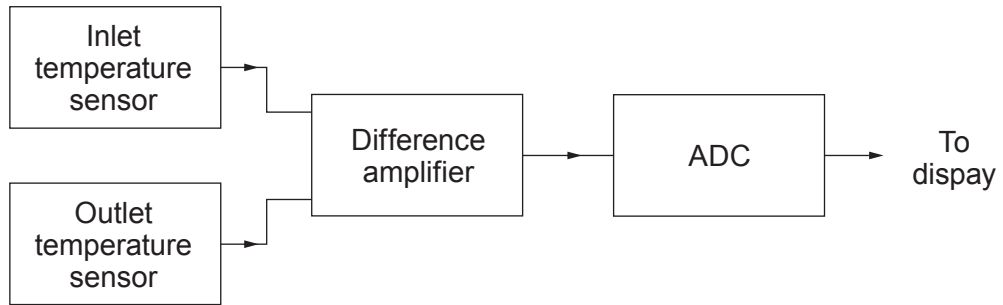 Inlet
temperature
sensor
Difference
amplifier
ADC
To
dispay
Outlet
temperature
sensor